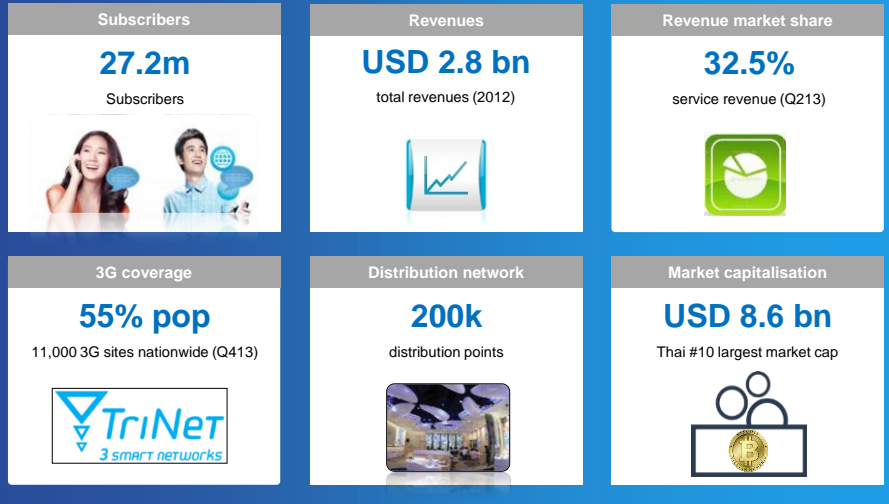 Subscribers
27.2m
Subscribers
Revenues
USD 2.8 bn
total revenues (2012)
Revenue market share
32.5%
service revenue (Q213)
3G coverage
55% pop
11,000 3G sites nationwide (Q413)
TriNet
3 smart networks
Distribution network
200k
distribution points
Market capitalisation
USD 8.6 bn
Thai #10 largest market cap